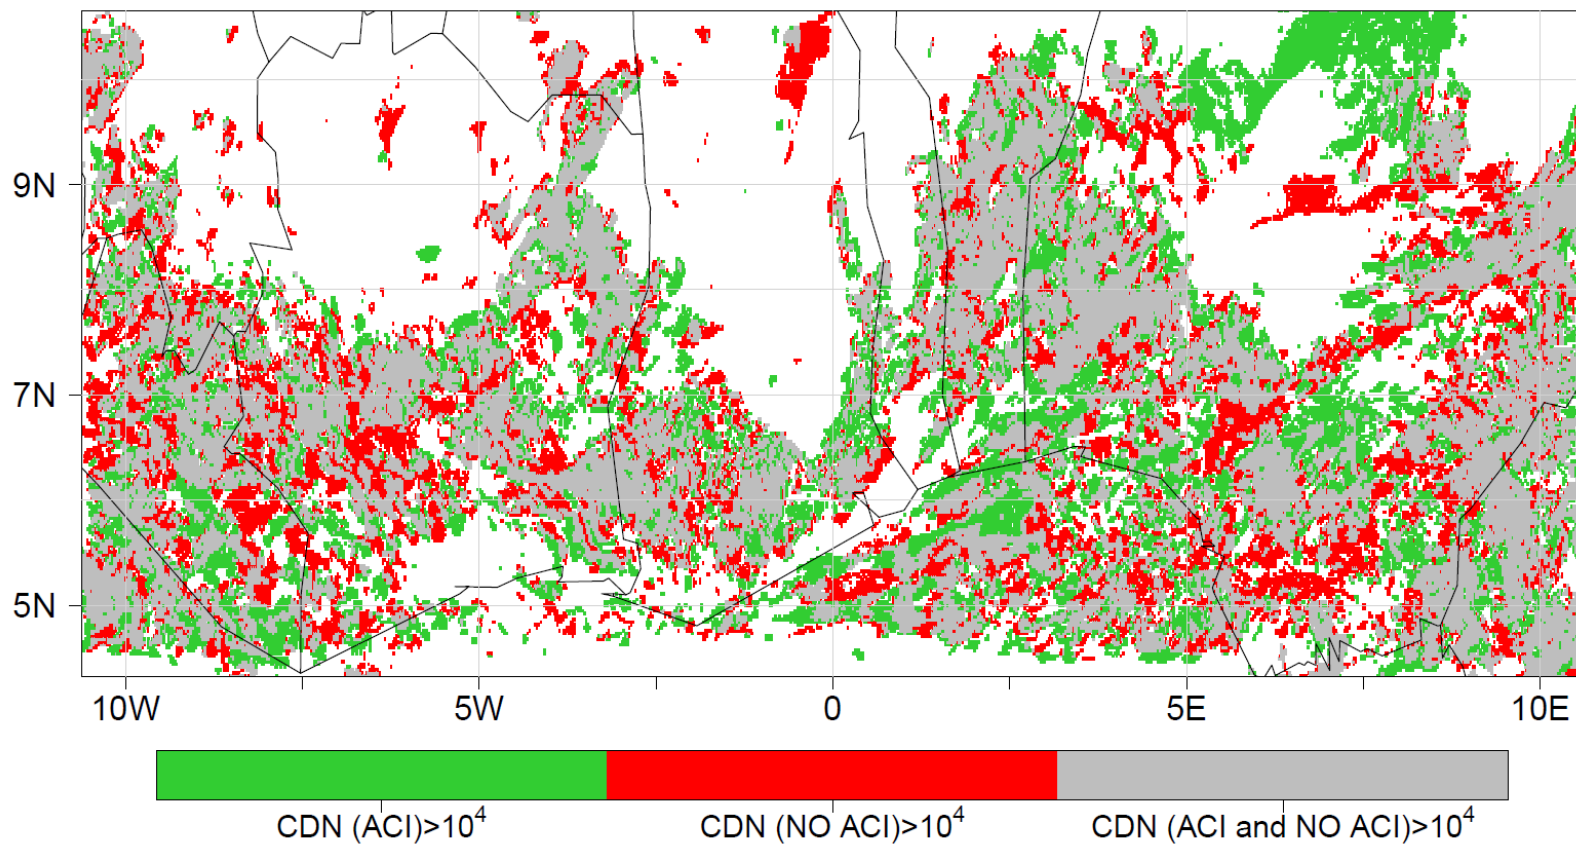 9N
7N
5N
10W 5W 0 5E 10E
CDN (ACI)>10⁴ CDN (NO ACI)>10⁴ CDN (ACI and NO ACI)>10⁴